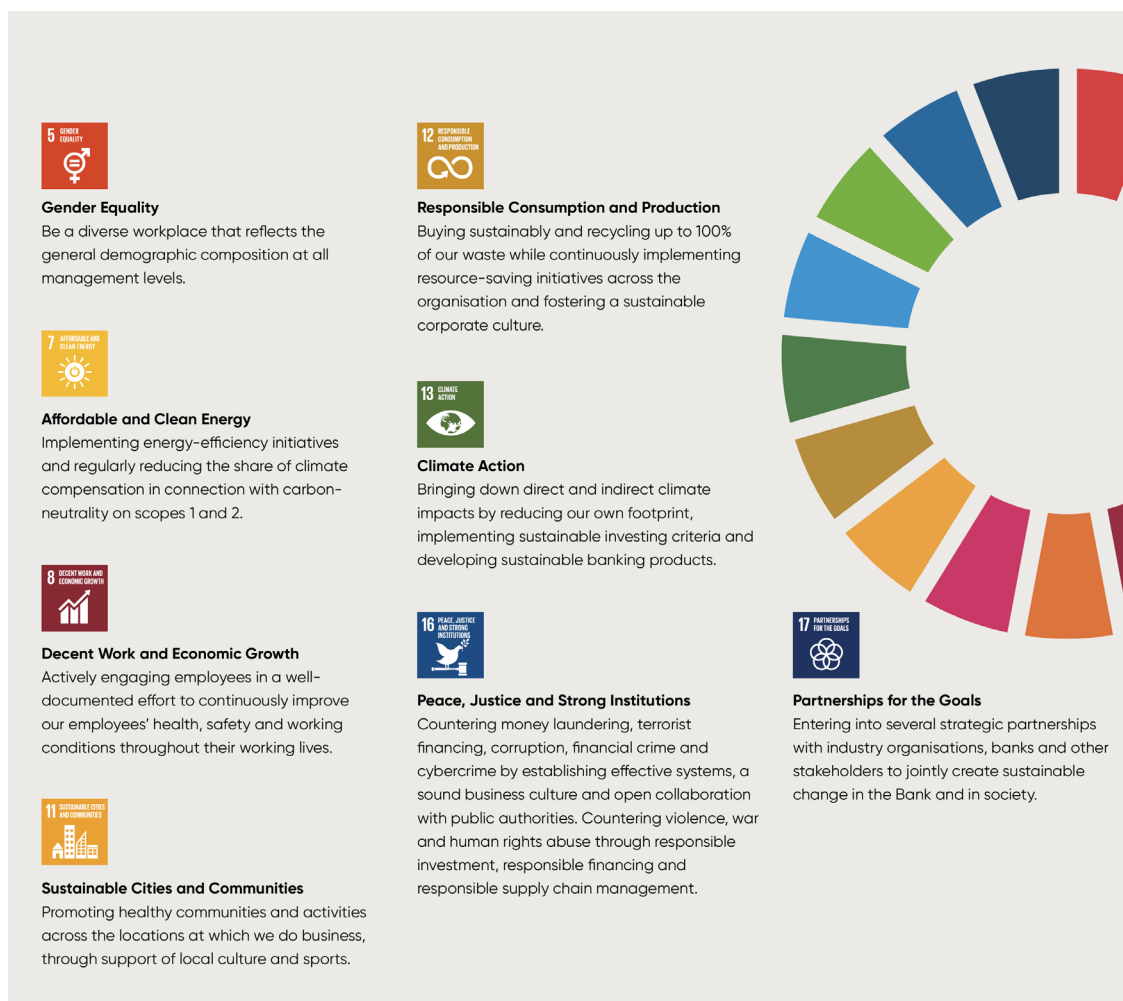 5 GENDER
EQUALITY
Gender Equality
Be a diverse workplace that reflects the
general demographic composition at all
management levels.
7 AFFORDABLE AND
CLEAN ENERGY
Affordable and Clean Energy
Implementing energy-efficiency initiatives
and regularly reducing the share of climate
compensation in connection with carbon-
neutrality on scopes 1 and 2.
8 DECENT WORK AND
ECONOMIC GROWTH
Decent Work and Economic Growth
Actively engaging employees in a well-
documented effort to continuously improve
our employees’ health, safety and working
conditions throughout their working lives.
11 SUSTAINABLE CITIES
AND COMMUNITIES
Sustainable Cities and Communities
Promoting healthy communities and activities
across the locations at which we do business,
through support of local culture and sports.
12 RESPONSIBLE
CONSUMPTION
AND PRODUCTION
Responsible Consumption and Production
Buying sustainably and recycling up to 100%
of our waste while continuously implementing
resource-saving initiatives across the
organisation and fostering a sustainable
corporate culture.
13 CLIMATE
ACTION
Climate Action
Bringing down direct and indirect climate
impacts by reducing our own footprint,
implementing sustainable investing criteria and
developing sustainable banking products.
16 PEACE, JUSTICE
AND STRONG
INSTITUTIONS
Peace, Justice and Strong Institutions
Countering money laundering, terrorist
financing, corruption, financial crime and
cybercrime by establishing effective systems, a
sound business culture and open collaboration
with public authorities. Countering violence, war
and human rights abuse through responsible
investment, responsible financing and
responsible supply chain management.
17 PARTNERSHIPS
FOR THE GOALS
Partnerships for the Goals
Entering into several strategic partnerships
with industry organisations, banks and other
stakeholders to jointly create sustainable
change in the Bank and in society.